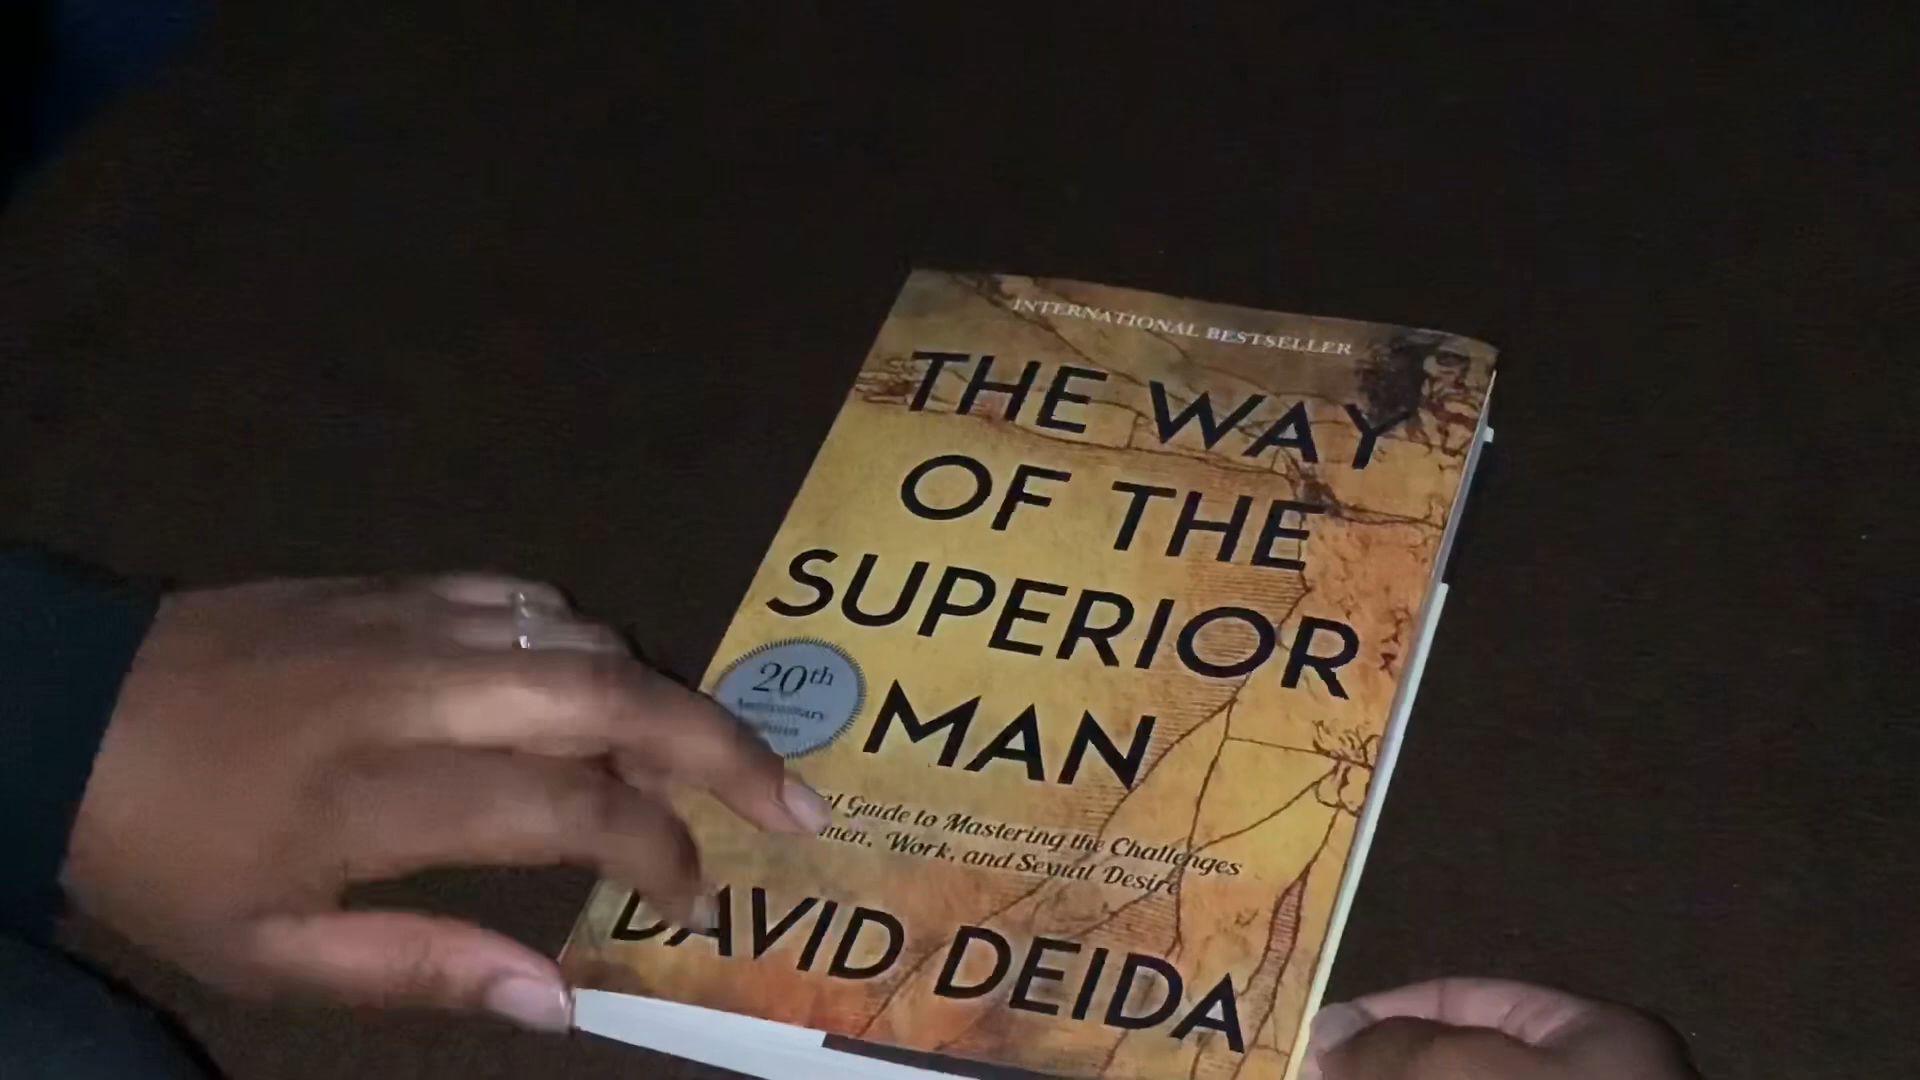 INTERNATIONAL BESTSELLER
THE WAY
OF THE
SUPERIOR
MAN
20th
Anniversary
Guide to Mastering the Challenges
Work, and Sexual Desire
DAVID DEIDA